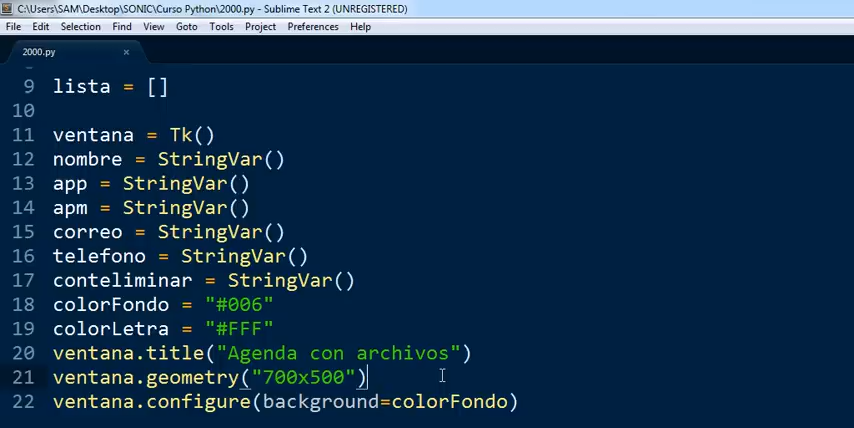 C:\Users\SAM\Desktop\SONIC\Curso Python\2000.py - Sublime Text 2 (UNREGISTERED)
File Edit Selection Find View Goto Tools Project Preferences Help
2000.py ×
9 lista = []
10
11 ventana = Tk()
12 nombre = StringVar()
13 app = StringVar()
14 apm = StringVar()
15 correo = StringVar()
16 telefono = StringVar()
17 conteliminar = StringVar()
18 colorFondo = "#006"
19 colorLetra = "#FFF"
20 ventana.title("Agenda con archivos")
21 ventana.geometry("700x500")
22 ventana.configure(background=colorFondo)